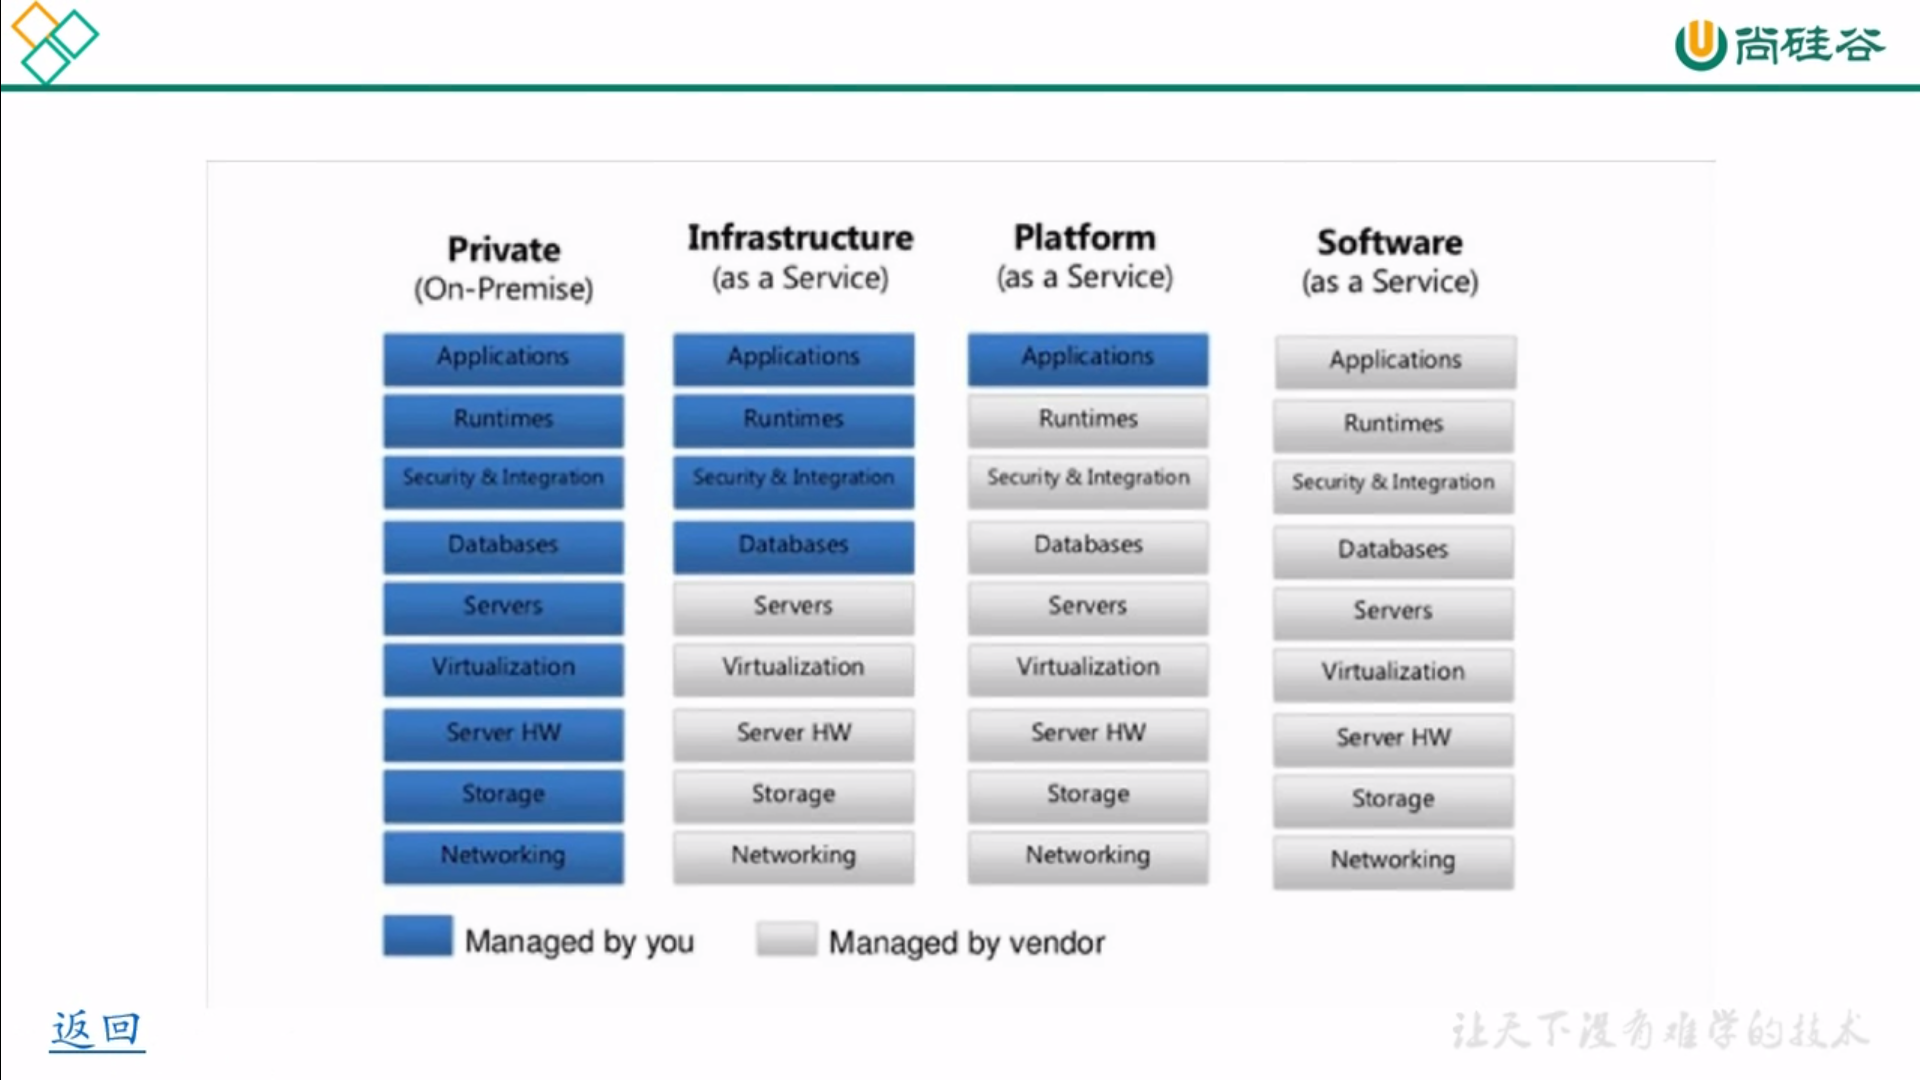 尚硅谷
Private
(On-Premise)
Infrastructure
(as a Service)
Platform
(as a Service)
Software
(as a Service)
Applications
Runtimes
Security & Integration
Databases
Servers
Virtualization
Server HW
Storage
Networking
Applications
Runtimes
Security & Integration
Databases
Servers
Virtualization
Server HW
Storage
Networking
Applications
Runtimes
Security & Integration
Databases
Servers
Virtualization
Server HW
Storage
Networking
Applications
Runtimes
Security & Integration
Databases
Servers
Virtualization
Server HW
Storage
Networking
Managed by you
Managed by vendor
返回
让天下没有难学的技术